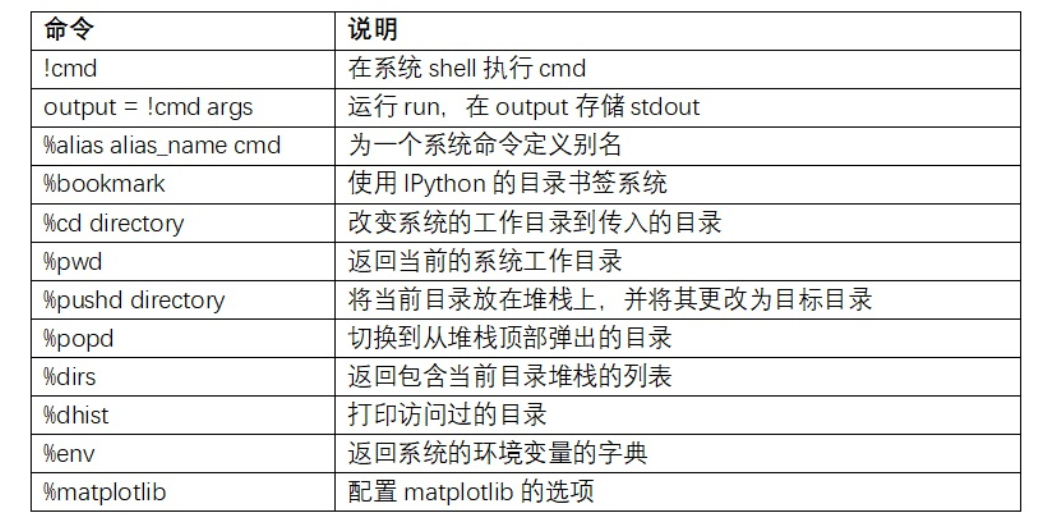 命令 说明
!cmd 在系统 shell 执行 cmd
output = !cmd args 运行 run，在 output 存储 stdout
%alias alias_name cmd 为一个系统命令定义别名
%bookmark 使用 IPython 的目录书签系统
%cd directory 改变系统的工作目录到传入的目录
%pwd 返回当前的系统工作目录
%pushd directory 将当前目录放在堆栈上，并将其更改为目标目录
%popd 切换到从堆栈顶部弹出的目录
%dirs 返回包含当前目录堆栈的列表
%dhist 打印访问过的目录
%env 返回系统的环境变量的字典
%matplotlib 配置 matplotlib 的选项